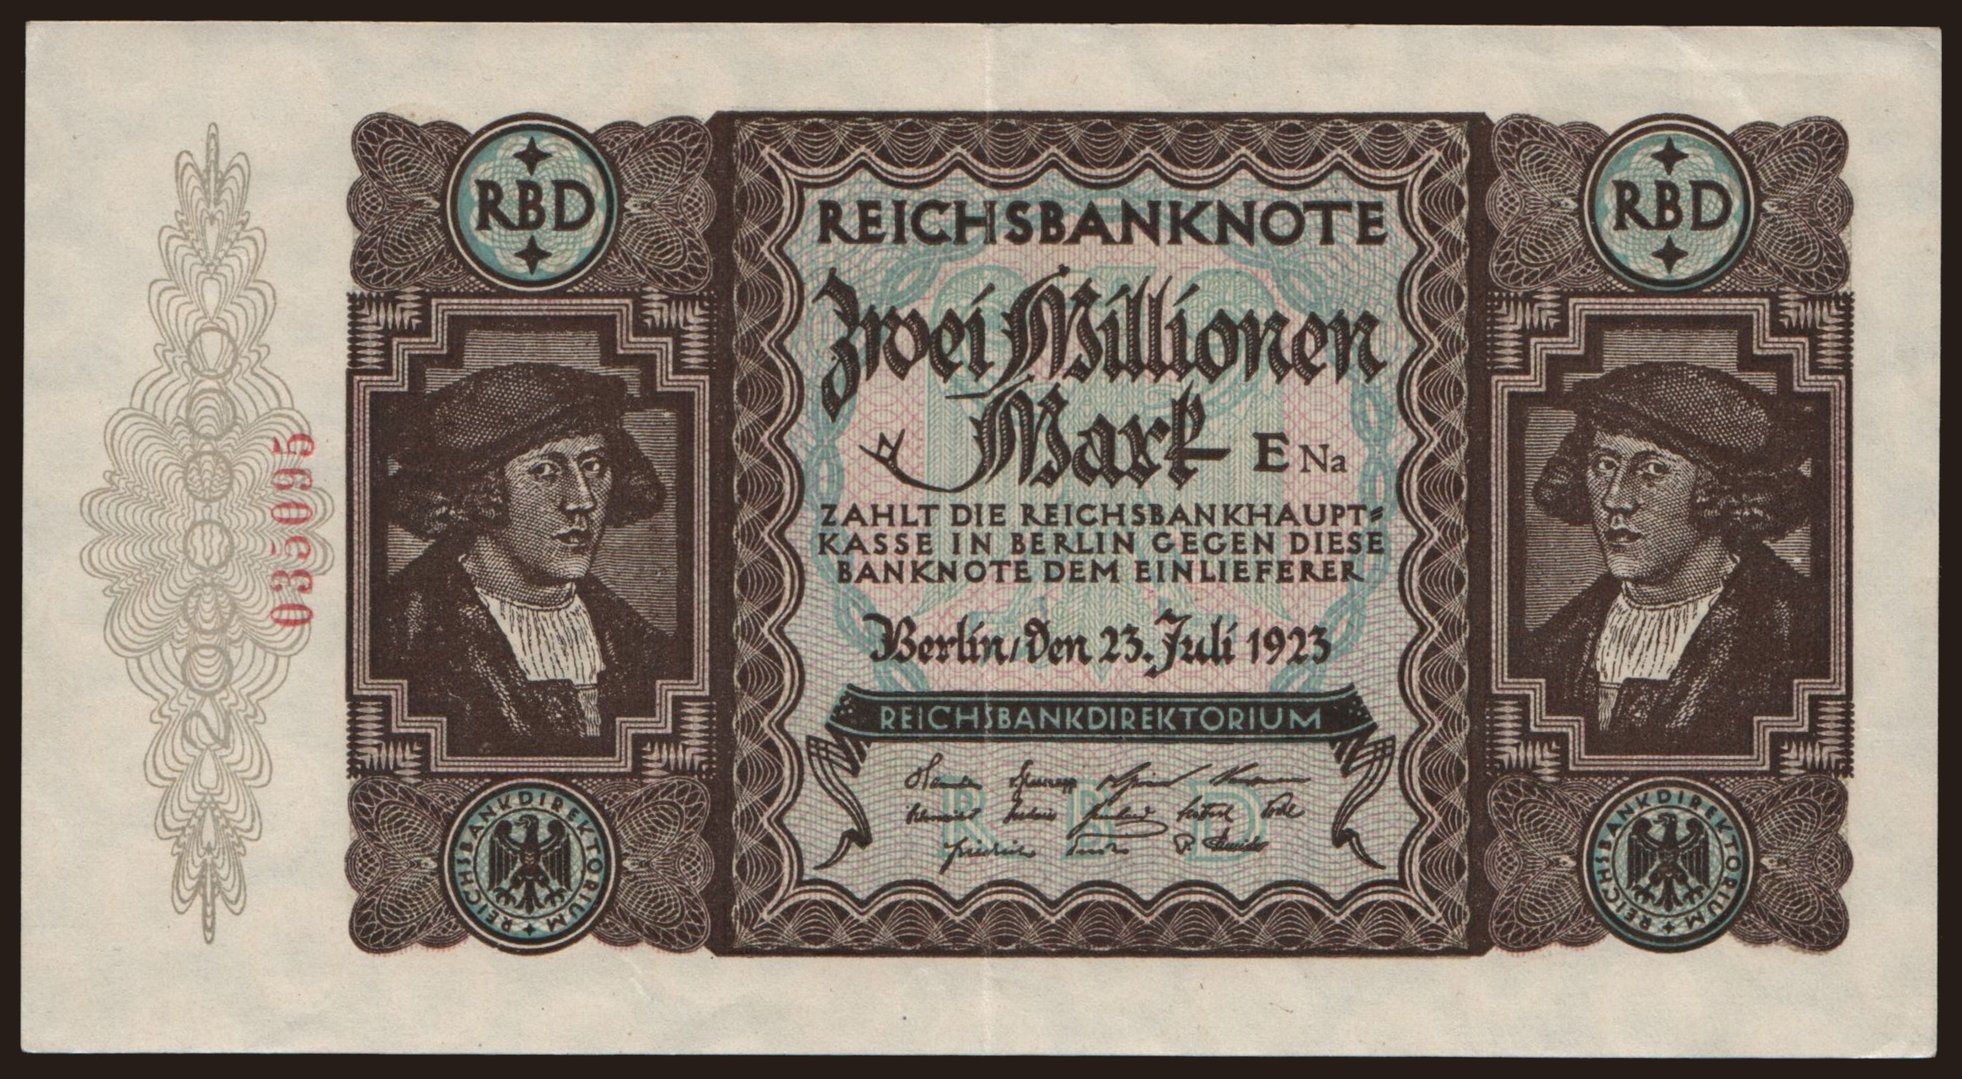 RBD
REICHSBANKNOTE
Zwei Millionen
Mark
E Na
ZAHLT DIE REICHSBANKHAUPT=
KASSE IN BERLIN GEGEN DIESE
BANKNOTE DEM EINLIEFERER
Berlin, den 23. Juli 1923
REICHSBANKDIREKTORIUM
R B D
RBD
035095
REICHSBANKDIREKTORIUM
REICHSBANKDIREKTORIUM